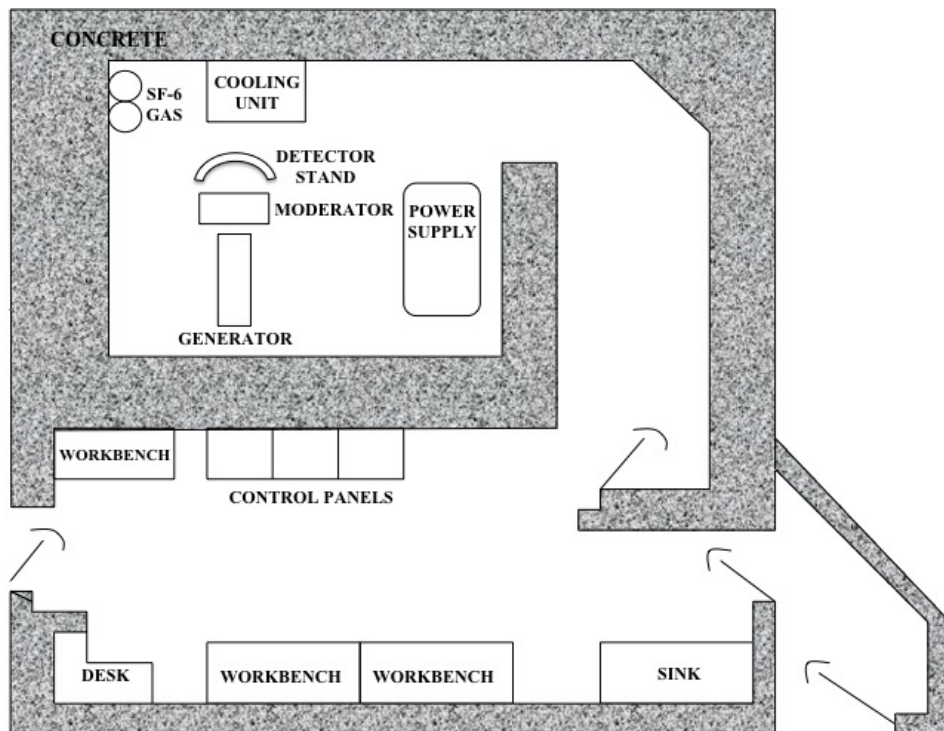 CONCRETE
SF-6
GAS
COOLING
UNIT
DETECTOR
STAND
MODERATOR
POWER
SUPPLY
GENERATOR
WORKBENCH
CONTROL PANELS
DESK
WORKBENCH
WORKBENCH
SINK